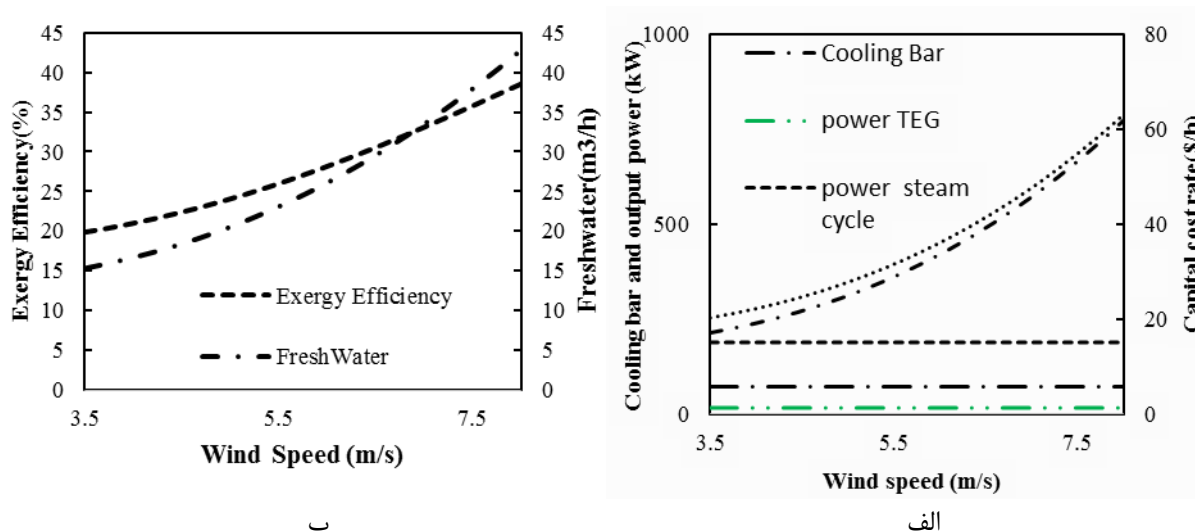 Exergy Efficiency(%)
45
40
35
30
25
20
15
10
5
0
45
40
35
30
25
20
15
10
5
0
Freshwater(m3/h)
Exergy Efficiency
FreshWater
3.5
5.5
7.5
Wind Speed (m/s)
ب
Cooling bar and output power (kW)
1000
500
0
80
60
40
20
0
Capital cost rate($/h)
Cooling Bar
power TEG
power steam
cycle
3.5
5.5
7.5
Wind speed (m/s)
الف